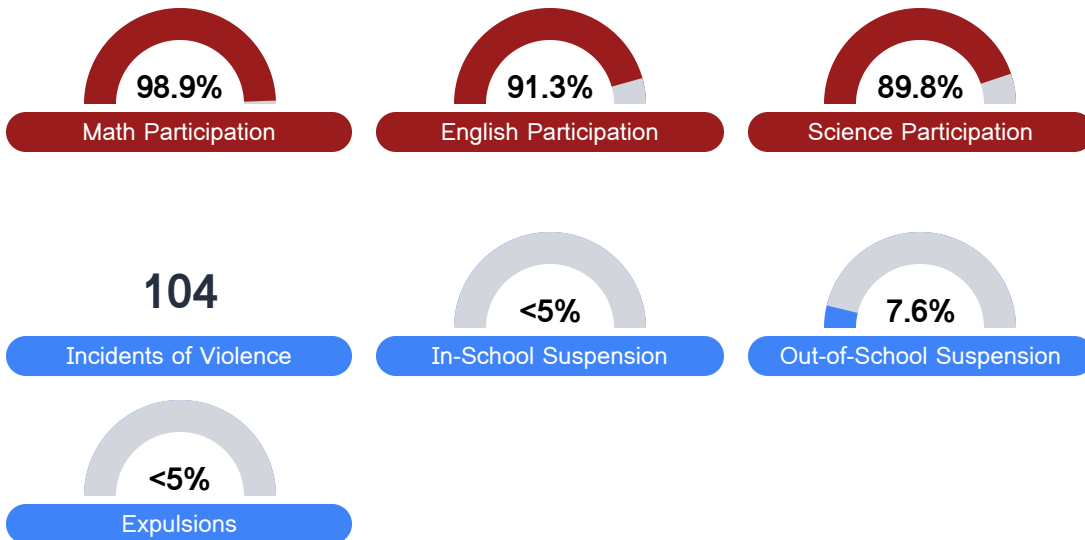 98.9%
91.3%
89.8%
Math Participation
English Participation
Science Participation
104
<5%
7.6%
Incidents of Violence
In-School Suspension
Out-of-School Suspension
<5%
Expulsions